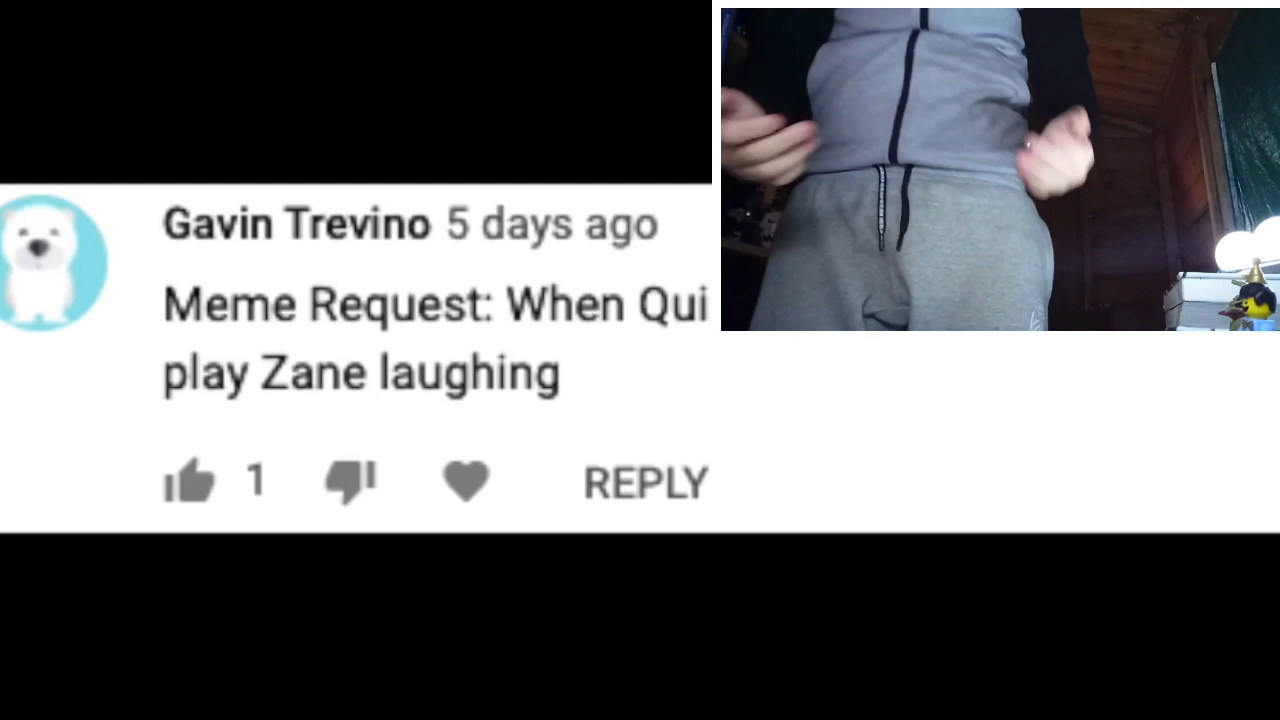 Gavin Trevino 5 days ago
Meme Request: When Qui
play Zane laughing
1
REPLY